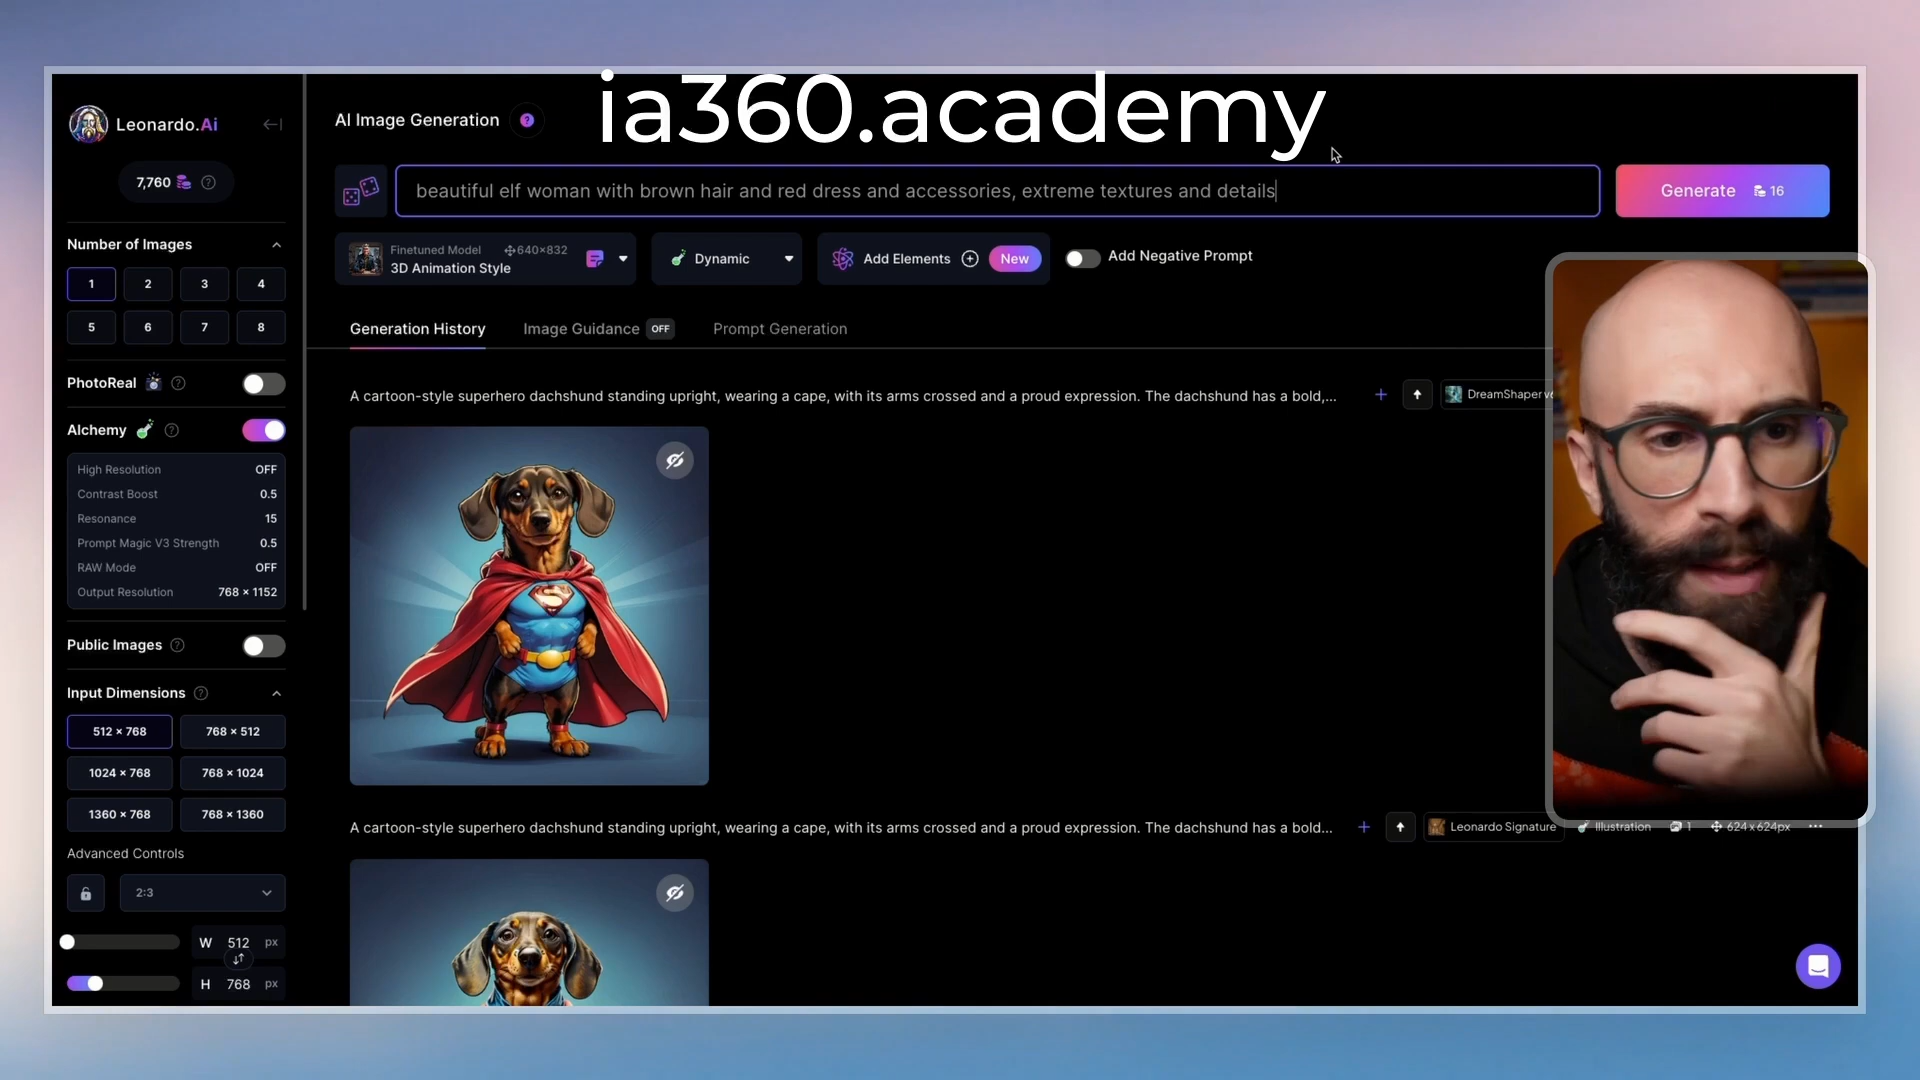 ia360.academy
Leonardo.Ai
7,760
Number of Images
1 2 3 4
5 6 7 8
PhotoReal
Alchemy
High Resolution OFF
Contrast Boost 0.5
Resonance 15
Prompt Magic V3 Strength 0.5
RAW Mode OFF
Output Resolution 768 × 1152
Public Images
Input Dimensions
512 × 768 768 × 512
1024 × 768 768 × 1024
1360 × 768 768 × 1360
Advanced Controls
2:3
W 512 px
H 768 px
AI Image Generation ?
beautiful elf woman with brown hair and red dress and accessories, extreme textures and details
Generate 16
Finetuned Model 640×832
3D Animation Style
Dynamic
Add Elements New
Add Negative Prompt
Generation History Image Guidance OFF Prompt Generation
A cartoon-style superhero dachshund standing upright, wearing a cape, with its arms crossed and a proud expression. The dachshund has a bold,... DreamShaper
A cartoon-style superhero dachshund standing upright, wearing a cape, with its arms crossed and a proud expression. The dachshund has a bold... Leonardo Signature Illustration 1 624 x 624px ...